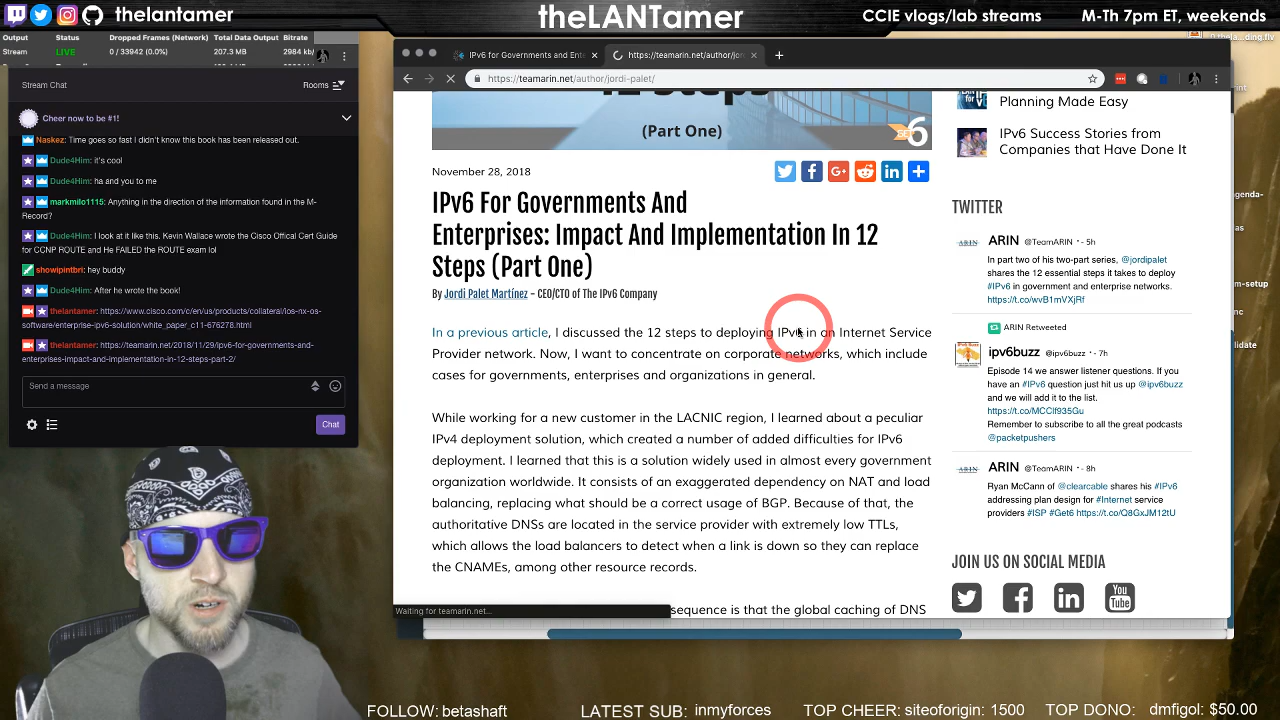 thelantamer
theLANTamer
CCIE vlogs/lab streams
M-Th 7pm ET, weekends
Output
Status
Dropped Frames (Network)
Total Data Output
Bitrate
Stream
LIVE
0 / 33942 (0.0%)
207.3 MB
2984 kb/
Stream Chat
Rooms
Cheer now to be #1!
Naskez: Time goes so fast I didn't know this book has been released out.
Dude4Him: it's cool
Dude4Him: ha and you to me
markmilo1115: Anything in the direction of the information found in the M-
Record?
Dude4Him: I look at it like this. Kevin Wallace wrote the Cisco Offical Cert Guide
for CCNP ROUTE and He FAILED the ROUTE exam lol
showipintbri: hey buddy
Dude4Him: After he wrote the book!
thelantamer: https://www.cisco.com/c/en/us/products/collateral/ios-nx-os-
software/enterprise-ipv6-solution/white_paper_c11-676278.html
thelantamer: https://teamarin.net/2018/11/29/ipv6-for-governments-and-
enterprises-impact-and-implementation-in-12-steps-part-2/
Send a message
Chat
IPv6 for Governments and Ente
https://teamarin.net/author/jor
https://teamarin.net/author/jordi-palet/
(Part One)
November 28, 2018
IPv6 For Governments And
Enterprises: Impact And Implementation In 12
Steps (Part One)
By Jordi Palet Martínez – CEO/CTO of The IPv6 Company
In a previous article, I discussed the 12 steps to deploying IPv6 in an Internet Service
Provider network. Now, I want to concentrate on corporate networks, which include
cases for governments, enterprises and organizations in general.
While working for a new customer in the LACNIC region, I learned about a peculiar
IPv4 deployment solution, which created a number of added difficulties for IPv6
deployment. I learned that this is a solution widely used in almost every government
organization worldwide. It consists of an exaggerated dependency on NAT and load
balancing, replacing what should be a correct usage of BGP. Because of that, the
authoritative DNSs are located in the service provider with extremely low TTLs,
which allows the load balancers to detect when a link is down so they can replace
the CNAMEs, among other resource records.
sequence is that the global caching of DNS
Waiting for teamarin.net...
Planning Made Easy
IPv6 Success Stories from
Companies that Have Done It
TWITTER
ARIN @TeamARIN · 5h
In part two of his two-part series, @jordipalet
shares the 12 essential steps it takes to deploy
#IPv6 in government and enterprise networks.
https://t.co/wvB1mVXjRf
ARIN Retweeted
ipv6buzz @ipv6buzz · 7h
Episode 14 we answer listener questions. If you
have an #IPv6 question just hit us up @ipv6buzz
and we will add it to the list.
https://t.co/MCClf935Gu
Remember to subscribe to all the great podcasts
@packetpushers
ARIN @TeamARIN · 8h
Ryan McCann of @clearcable shares his #IPv6
addressing plan design for #Internet service
providers #ISP #Get6 https://t.co/Q8GxJM12tU
JOIN US ON SOCIAL MEDIA
You
Tube
FOLLOW: betashaft
LATEST SUB: inmyforces
TOP CHEER: siteoforigin: 1500
TOP DONO: dmfigol: $50.00